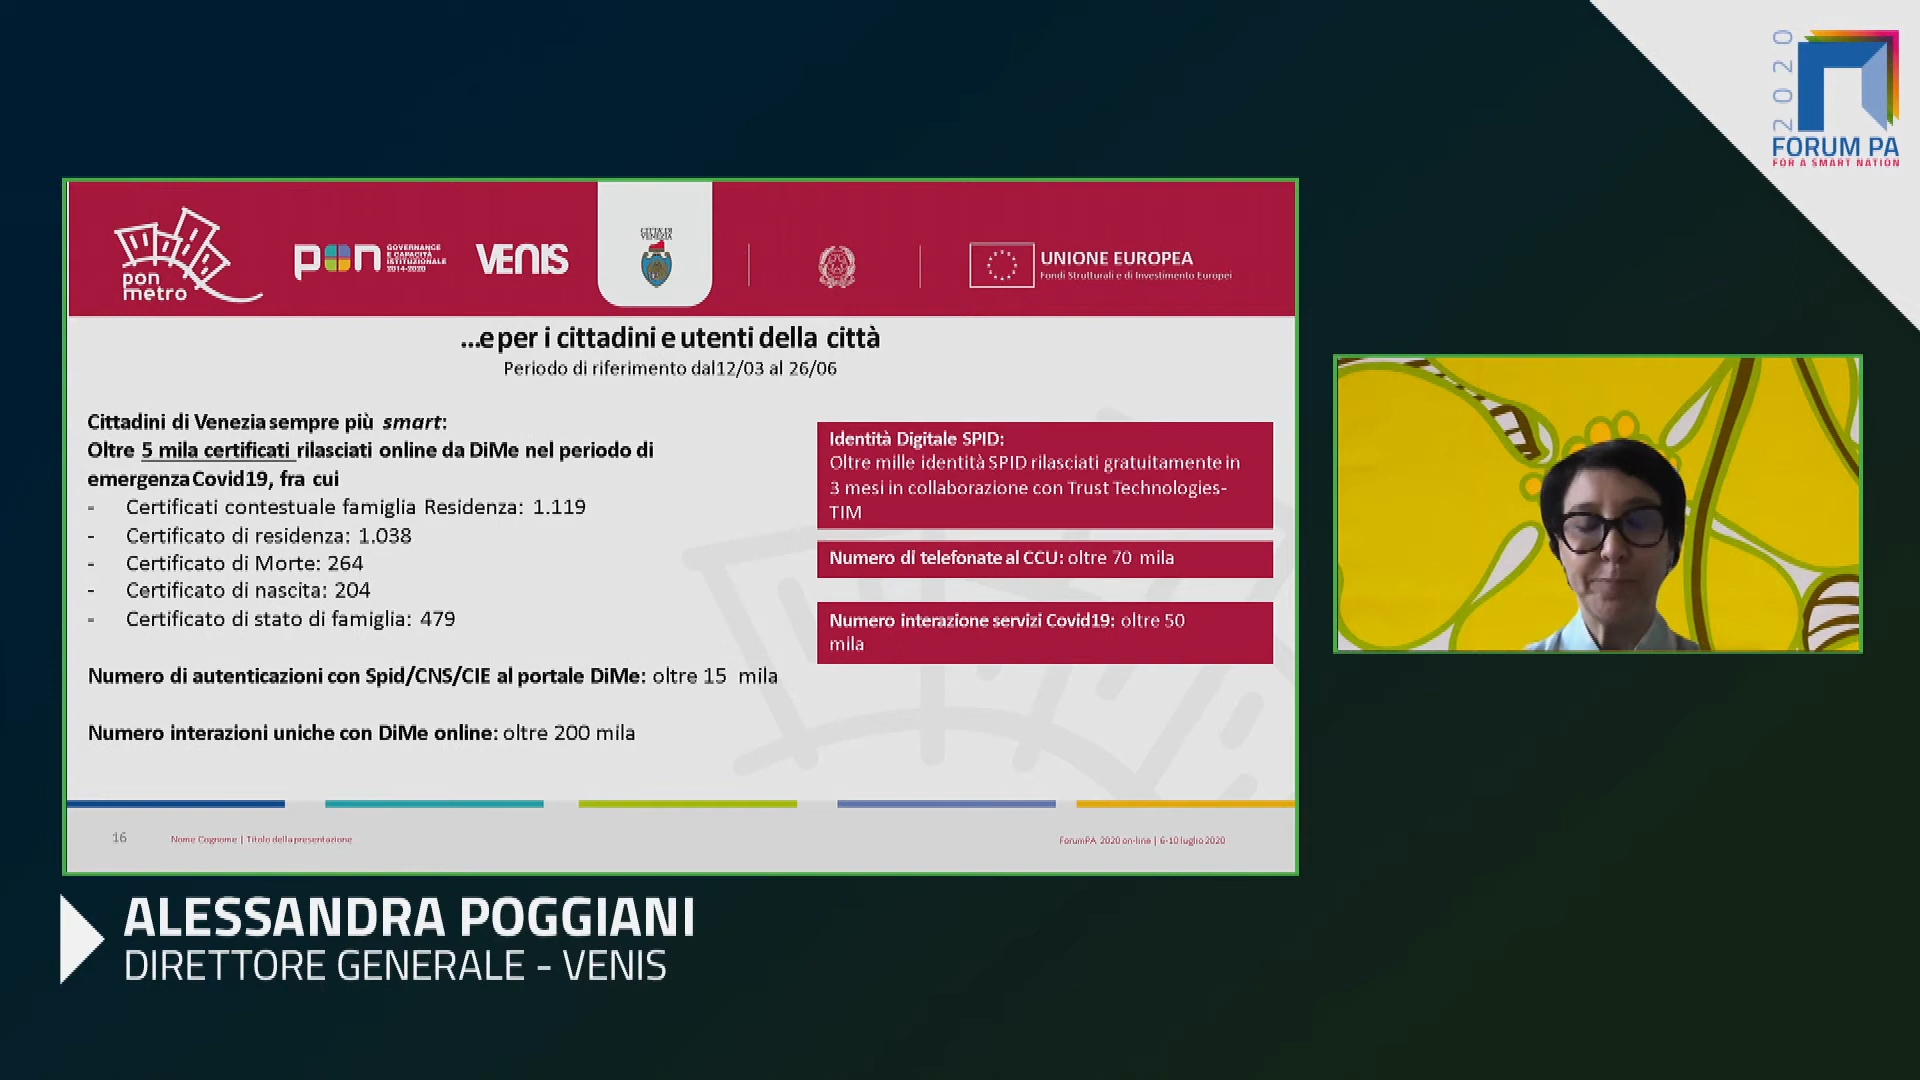 2020
FORUM PA
FOR A SMART NATION
pon
metro
pon
GOVERNANCE
E CAPACITÀ
ISTITUZIONALE
2014-2020
VENIS
CITTÀ DI
VENEZIA
UNIONE EUROPEA
Fondi Strutturali e di Investimento Europei
...e per i cittadini e utenti della città
Periodo di riferimento dal 12/03 al 26/06
Cittadini di Venezia sempre più smart:
Oltre 5 mila certificati rilasciati online da DiMe nel periodo di
emergenza Covid19, fra cui
- Certificati contestuale famiglia Residenza: 1.119
- Certificato di residenza: 1.038
- Certificato di Morte: 264
- Certificato di nascita: 204
- Certificato di stato di famiglia: 479
Numero di autenticazioni con Spid/CNS/CIE al portale DiMe: oltre 15 mila
Numero interazioni uniche con DiMe online: oltre 200 mila
Identità Digitale SPID:
Oltre mille identità SPID rilasciati gratuitamente in
3 mesi in collaborazione con Trust Technologies-
TIM
Numero di telefonate al CCU: oltre 70 mila
Numero interazione servizi Covid19: oltre 50
mila
16
Nome Cognome | Titolo della presentazione
ForumPA 2020 on-line | 6-10 luglio 2020
ALESSANDRA POGGIANI
DIRETTORE GENERALE - VENIS